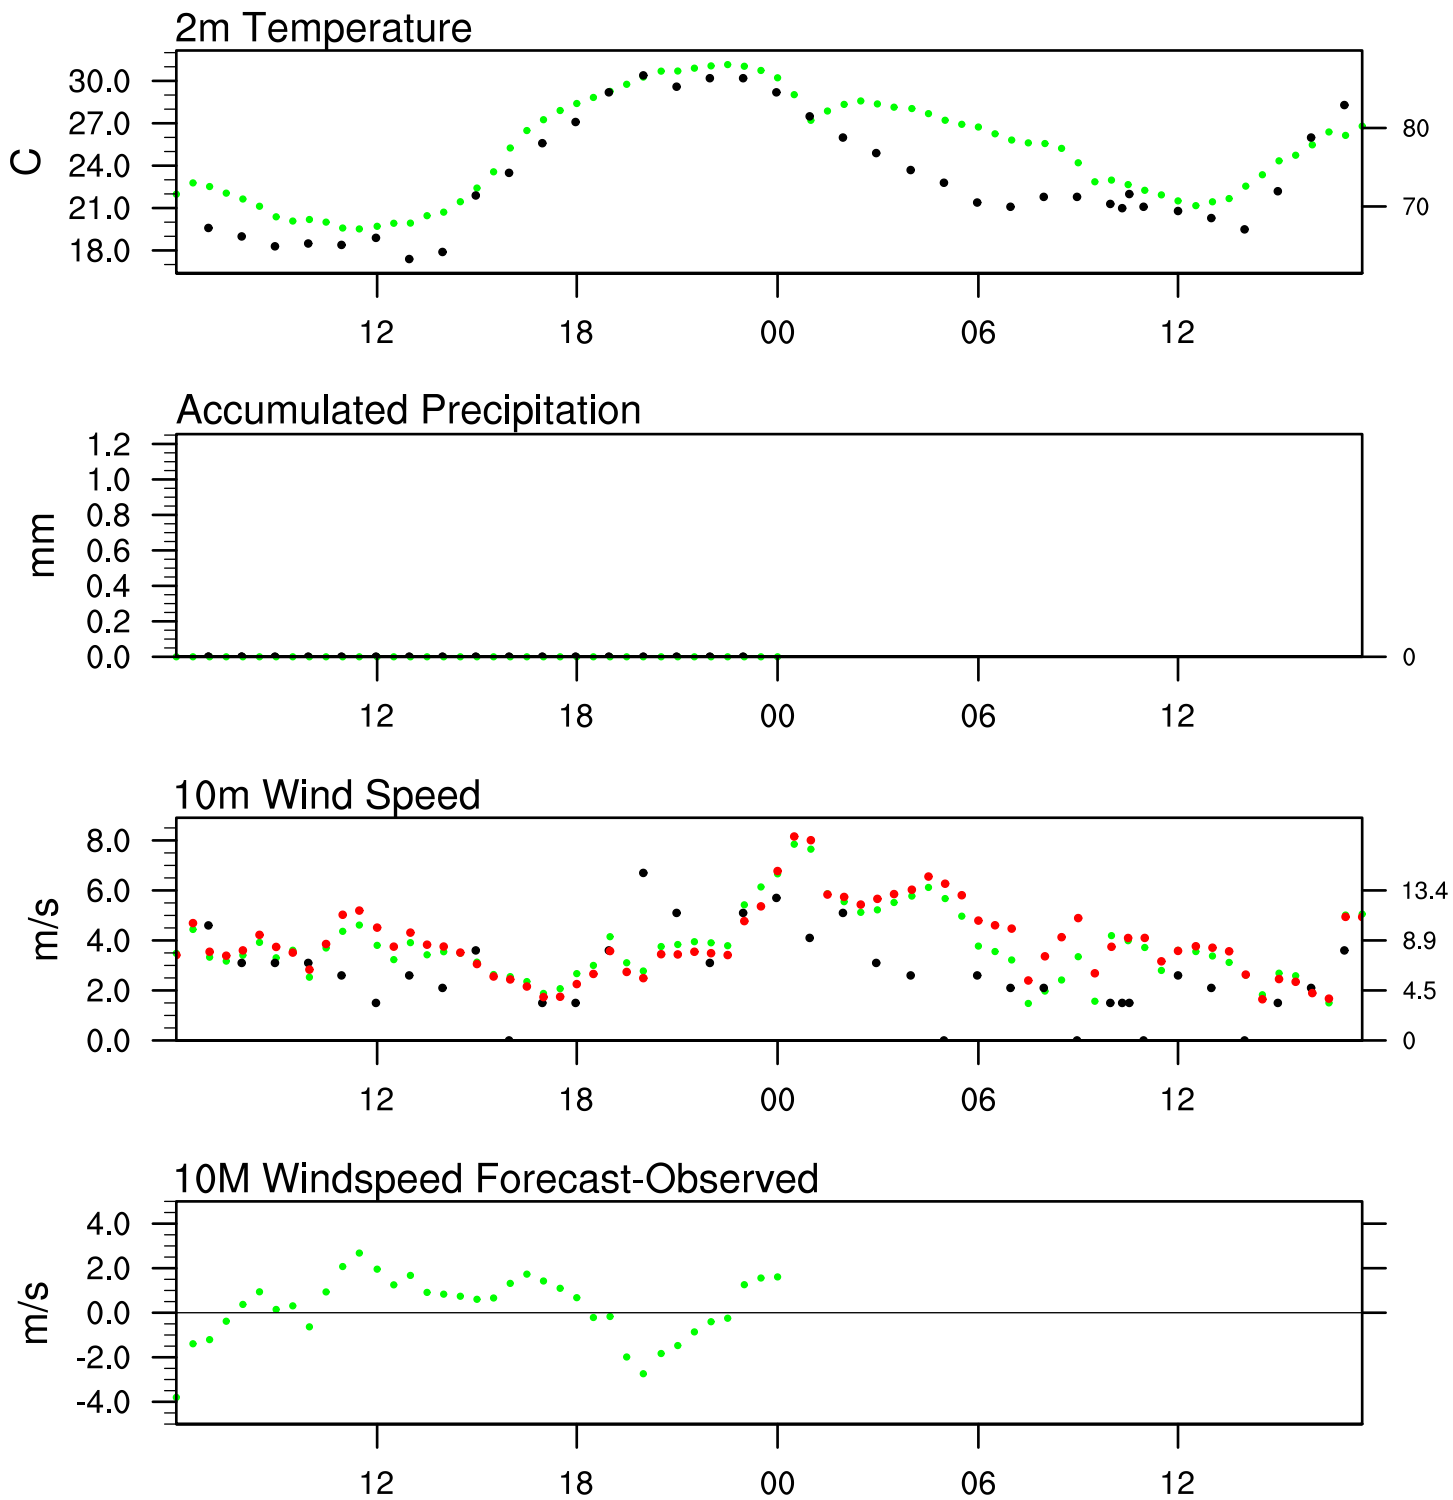 2m Temperature
30.0
27.0
24.0
21.0
18.0
C
80
70
12 18 00 06 12
Accumulated Precipitation
1.2
1.0
0.8
0.6
0.4
0.2
0.0
mm
0
12 18 00 06 12
10m Wind Speed
8.0
6.0
4.0
2.0
0.0
m/s
13.4
8.9
4.5
0
12 18 00 06 12
10M Windspeed Forecast-Observed
4.0
2.0
0.0
-2.0
-4.0
m/s
12 18 00 06 12